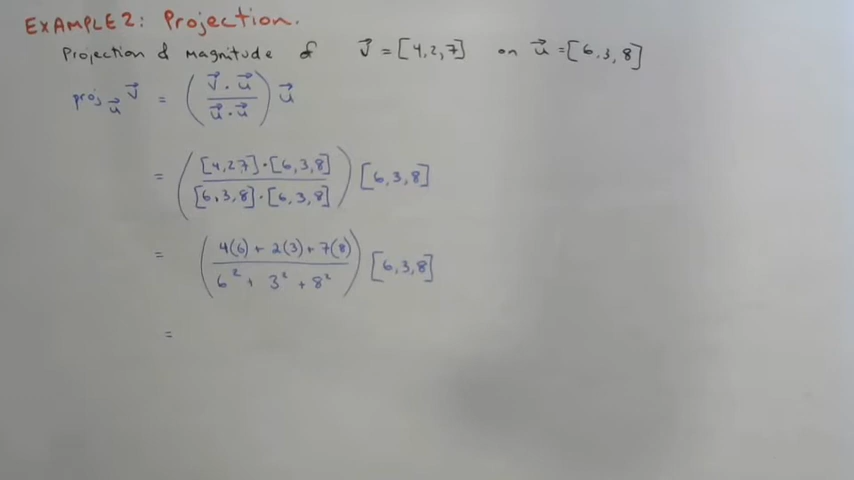 EXAMPLE 2: Projection.
Projection & magnitude of v⃗ = [4,2,7] on u⃗ = [6,3,8]
proj u⃗ v⃗ = ( v⃗ · u⃗ / u⃗ · u⃗ ) u⃗
= ( [4,2,7] · [6,3,8] / [6,3,8] · [6,3,8] ) [6,3,8]
= ( 4(6) + 2(3) + 7(8) / 6² + 3² + 8² ) [6,3,8]
=